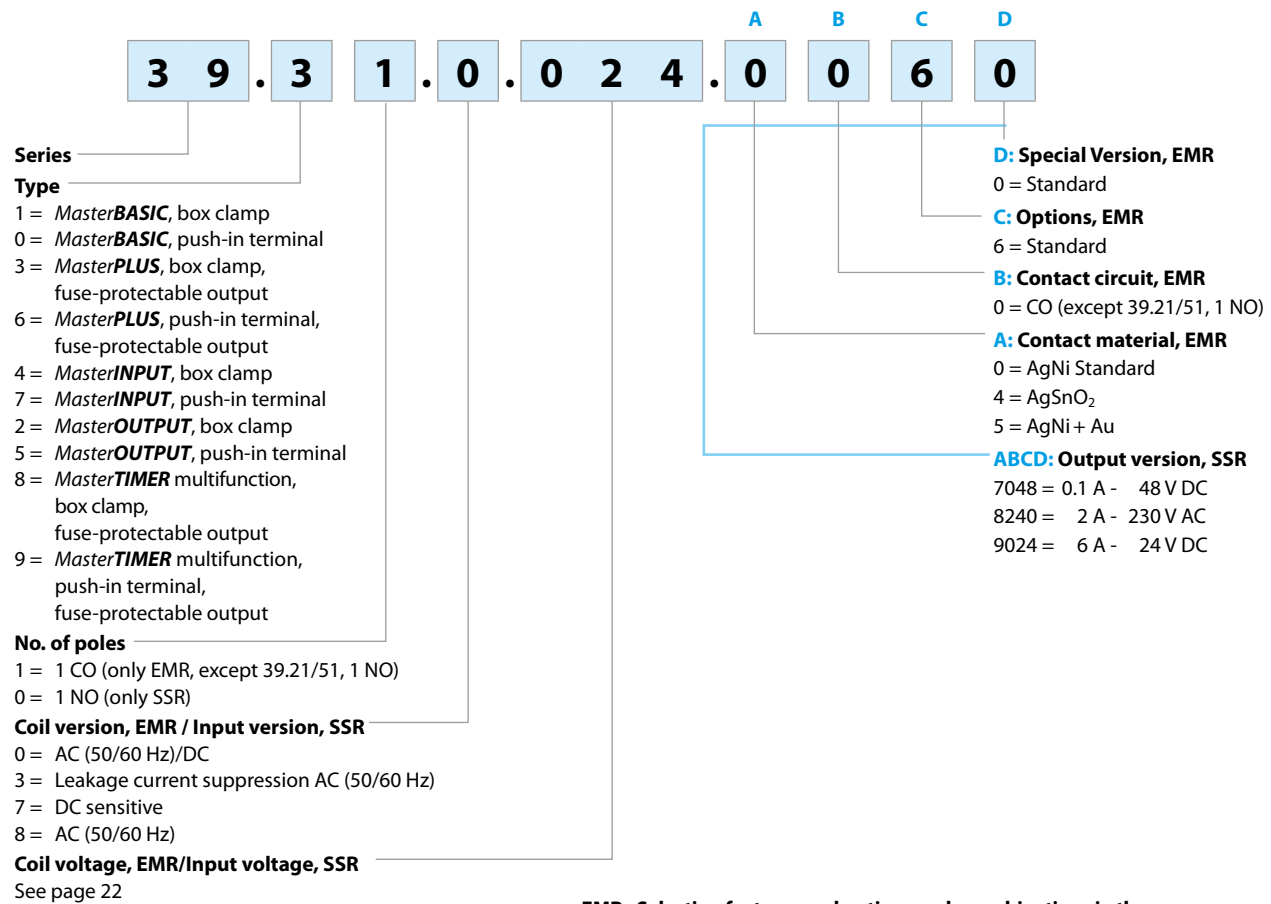 A B C D
3 9 . 3 1 . 0 . 0 2 4 . 0 0 6 0
Series
Type
1 = MasterBASIC, box clamp
0 = MasterBASIC, push-in terminal
3 = MasterPLUS, box clamp,
fuse-protectable output
6 = MasterPLUS, push-in terminal,
fuse-protectable output
4 = MasterINPUT, box clamp
7 = MasterINPUT, push-in terminal
2 = MasterOUTPUT, box clamp
5 = MasterOUTPUT, push-in terminal
8 = MasterTIMER multifunction,
box clamp,
fuse-protectable output
9 = MasterTIMER multifunction,
push-in terminal,
fuse-protectable output
No. of poles
1 = 1 CO (only EMR, except 39.21/51, 1 NO)
0 = 1 NO (only SSR)
Coil version, EMR / Input version, SSR
0 = AC (50/60 Hz)/DC
3 = Leakage current suppression AC (50/60 Hz)
7 = DC sensitive
8 = AC (50/60 Hz)
Coil voltage, EMR/Input voltage, SSR
See page 22
D: Special Version, EMR
0 = Standard
C: Options, EMR
6 = Standard
B: Contact circuit, EMR
0 = CO (except 39.21/51, 1 NO)
A: Contact material, EMR
0 = AgNi Standard
4 = AgSnO₂
5 = AgNi + Au
ABCD: Output version, SSR
7048 = 0.1 A - 48 V DC
8240 = 2 A - 230 V AC
9024 = 6 A - 24 V DC